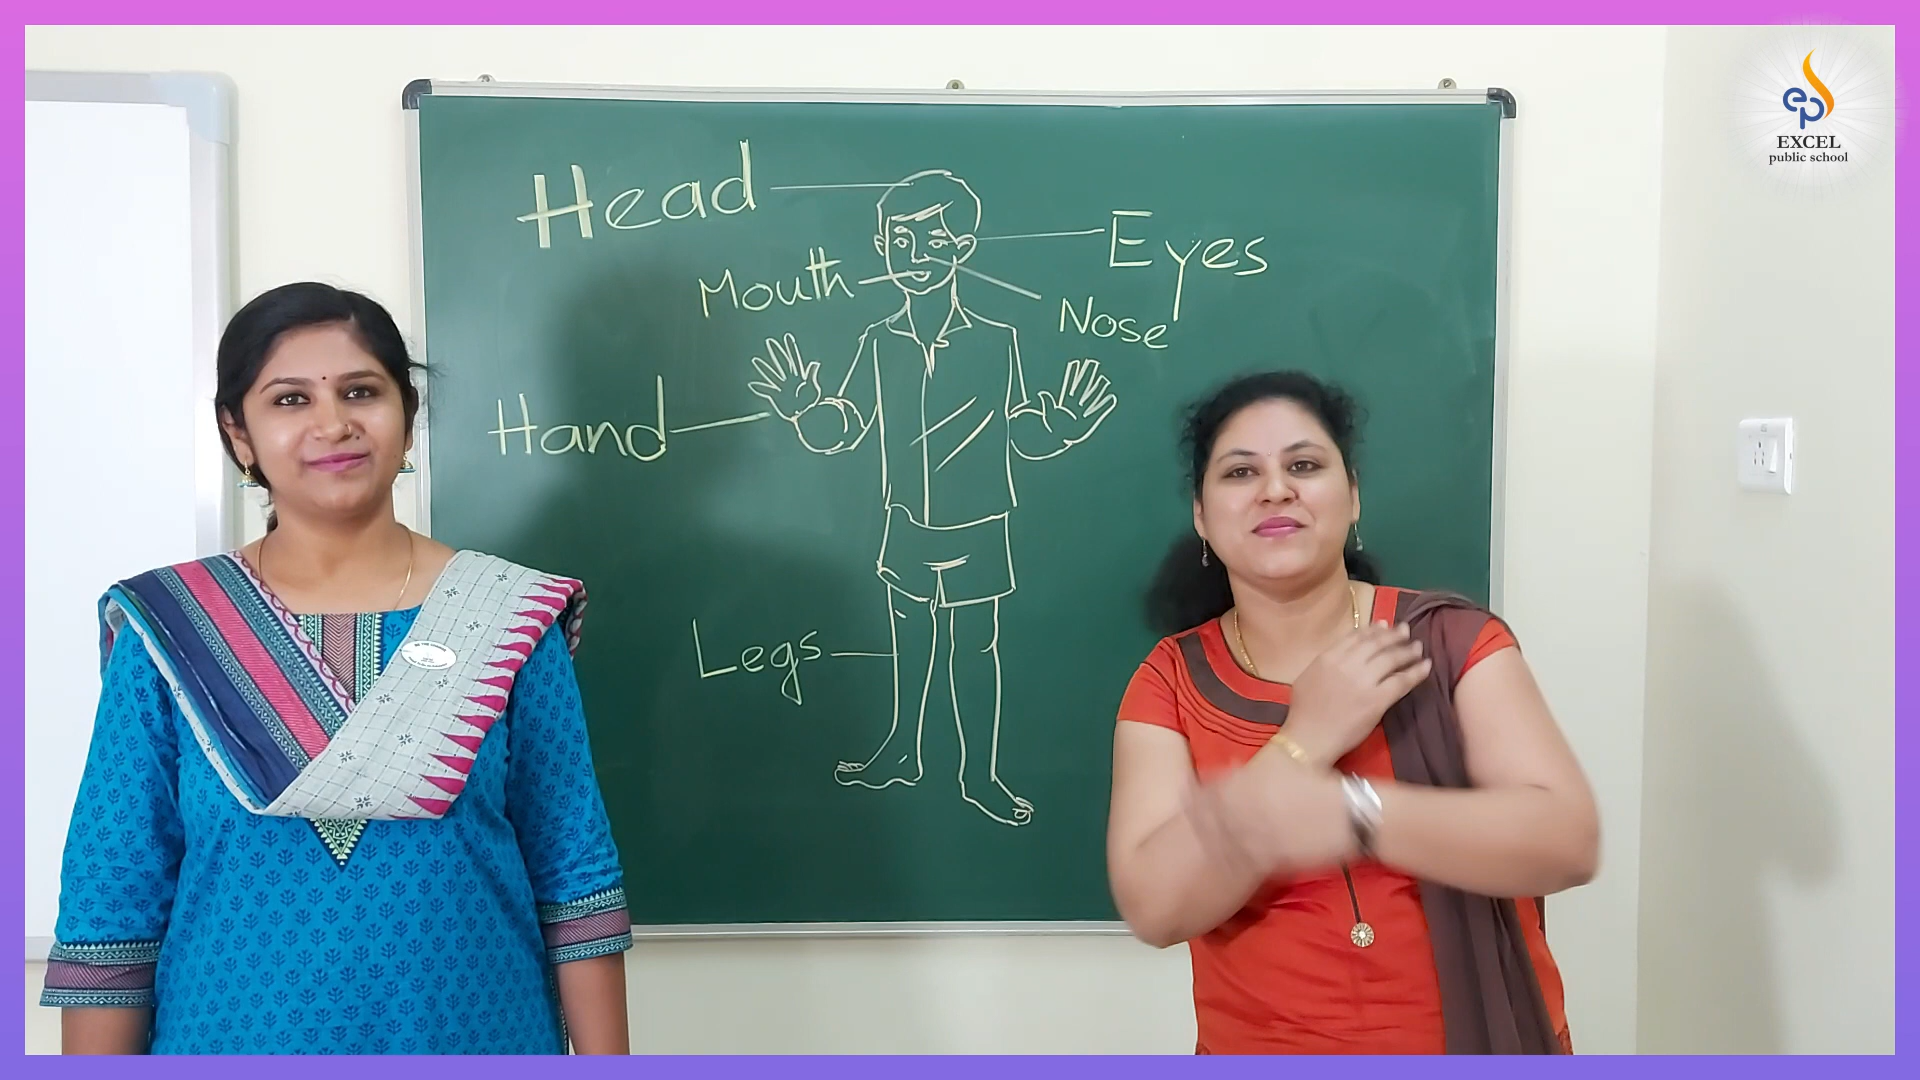 Head
Eyes
Mouth
Nose
Hand
Legs
EXCEL
public school